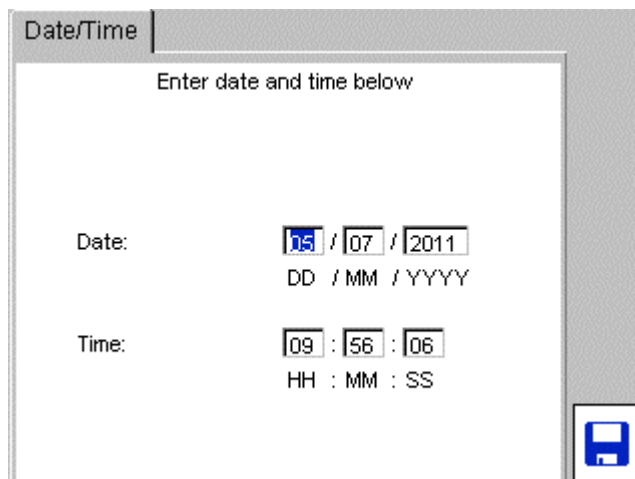 Date/Time
Enter date and time below
Date: 05 / 07 / 2011
DD / MM / YYYY
Time: 09 : 56 : 06
HH : MM : SS